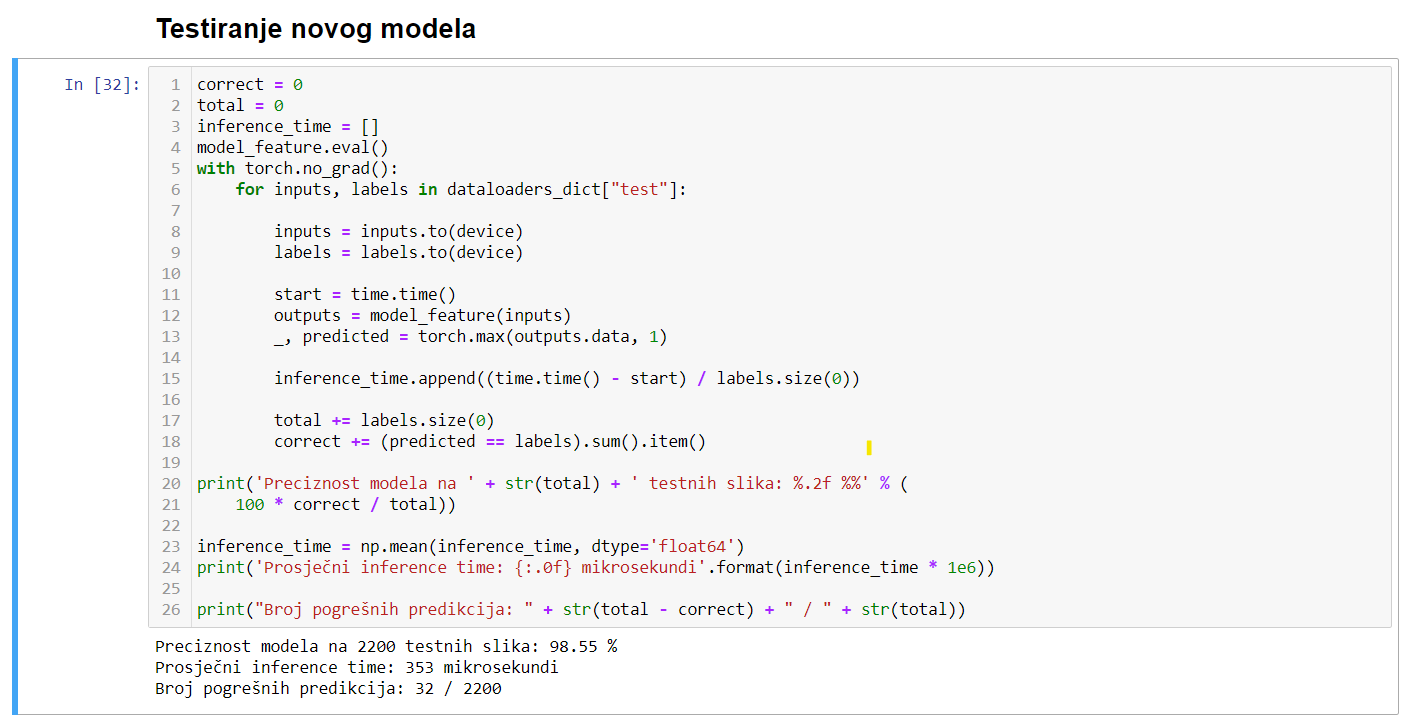 Testiranje novog modela
In [32]:
1 correct = 0
2 total = 0
3 inference_time = []
4 model_feature.eval()
5 with torch.no_grad():
6     for inputs, labels in dataloaders_dict["test"]:
7
8         inputs = inputs.to(device)
9         labels = labels.to(device)
10
11         start = time.time()
12         outputs = model_feature(inputs)
13         _, predicted = torch.max(outputs.data, 1)
14
15         inference_time.append((time.time() - start) / labels.size(0))
16
17         total += labels.size(0)
18         correct += (predicted == labels).sum().item()
19
20 print('Preciznost modela na ' + str(total) + ' testnih slika: %.2f %%' % (
21     100 * correct / total))
22
23 inference_time = np.mean(inference_time, dtype='float64')
24 print('Prosječni inference time: {:.0f} mikrosekundi'.format(inference_time * 1e6))
25
26 print("Broj pogrešnih predikcija: " + str(total - correct) + " / " + str(total))
Preciznost modela na 2200 testnih slika: 98.55 %
Prosječni inference time: 353 mikrosekundi
Broj pogrešnih predikcija: 32 / 2200